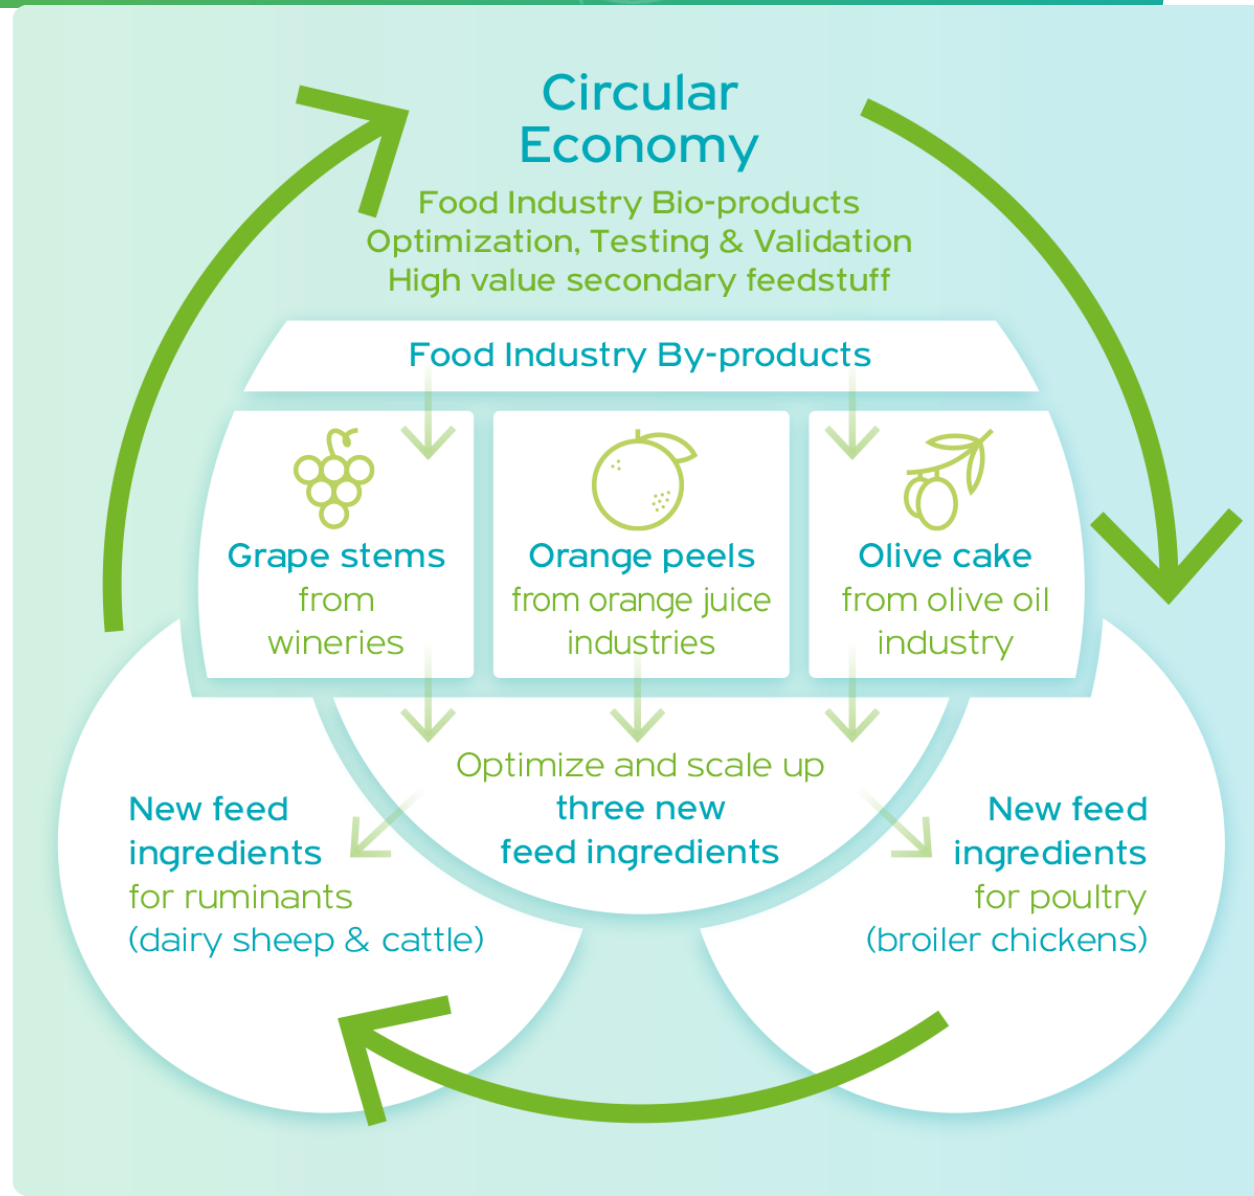 Circular
Economy
Food Industry Bio-products
Optimization, Testing & Validation
High value secondary feedstuff
Food Industry By-products
Grape stems
from
wineries
Orange peels
from orange juice
industries
Olive cake
from olive oil
industry
Optimize and scale up
three new
feed ingredients
New feed
ingredients
for ruminants
(dairy sheep & cattle)
New feed
ingredients
for poultry
(broiler chickens)